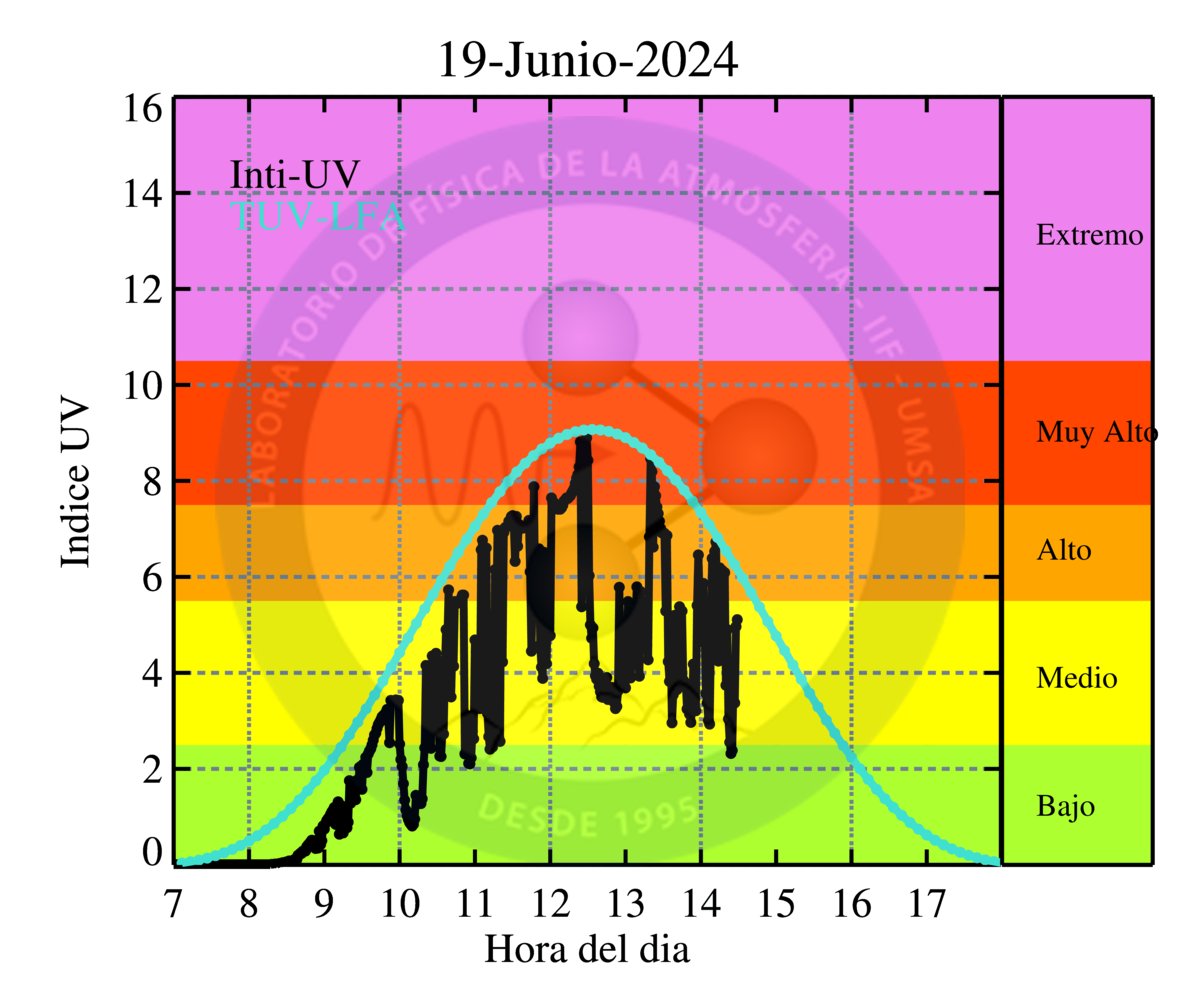 19-Junio-2024
Inti-UV
TUV-LFA
16
14
12
10
8
6
4
2
0
Indice UV
7 8 9 10 11 12 13 14 15 16 17
Hora del dia
Extremo
Muy Alto
Alto
Medio
Bajo
LABORATORIO DE FÍSICA DE LA ATMÓSFERA - IIF - UMSA
DESDE 1995